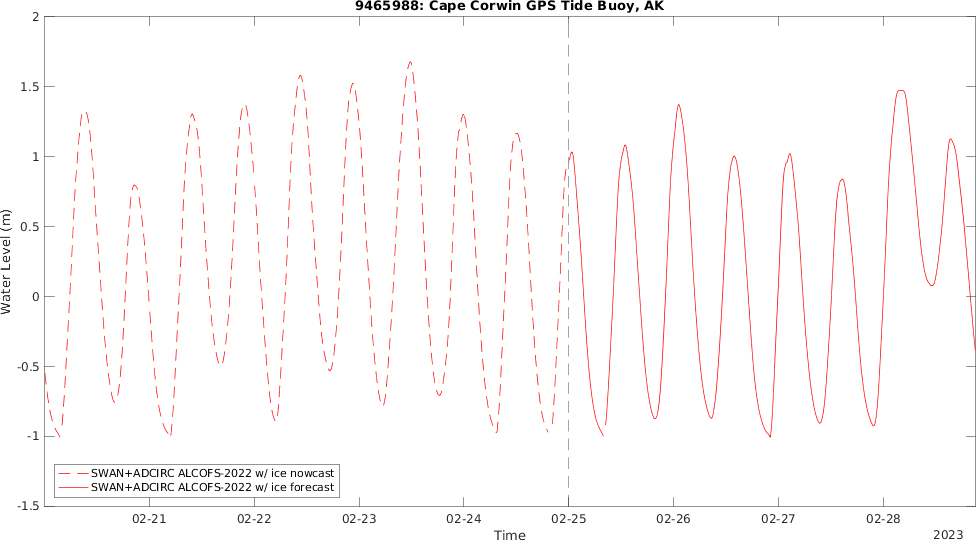 9465988: Cape Corwin GPS Tide Buoy, AK
2
1.5
1
0.5
0
-0.5
-1
-1.5
Water Level (m)
SWAN+ADCIRC ALCOFS-2022 w/ ice nowcast
SWAN+ADCIRC ALCOFS-2022 w/ ice forecast
02-21 02-22 02-23 02-24 02-25 02-26 02-27 02-28
Time
2023